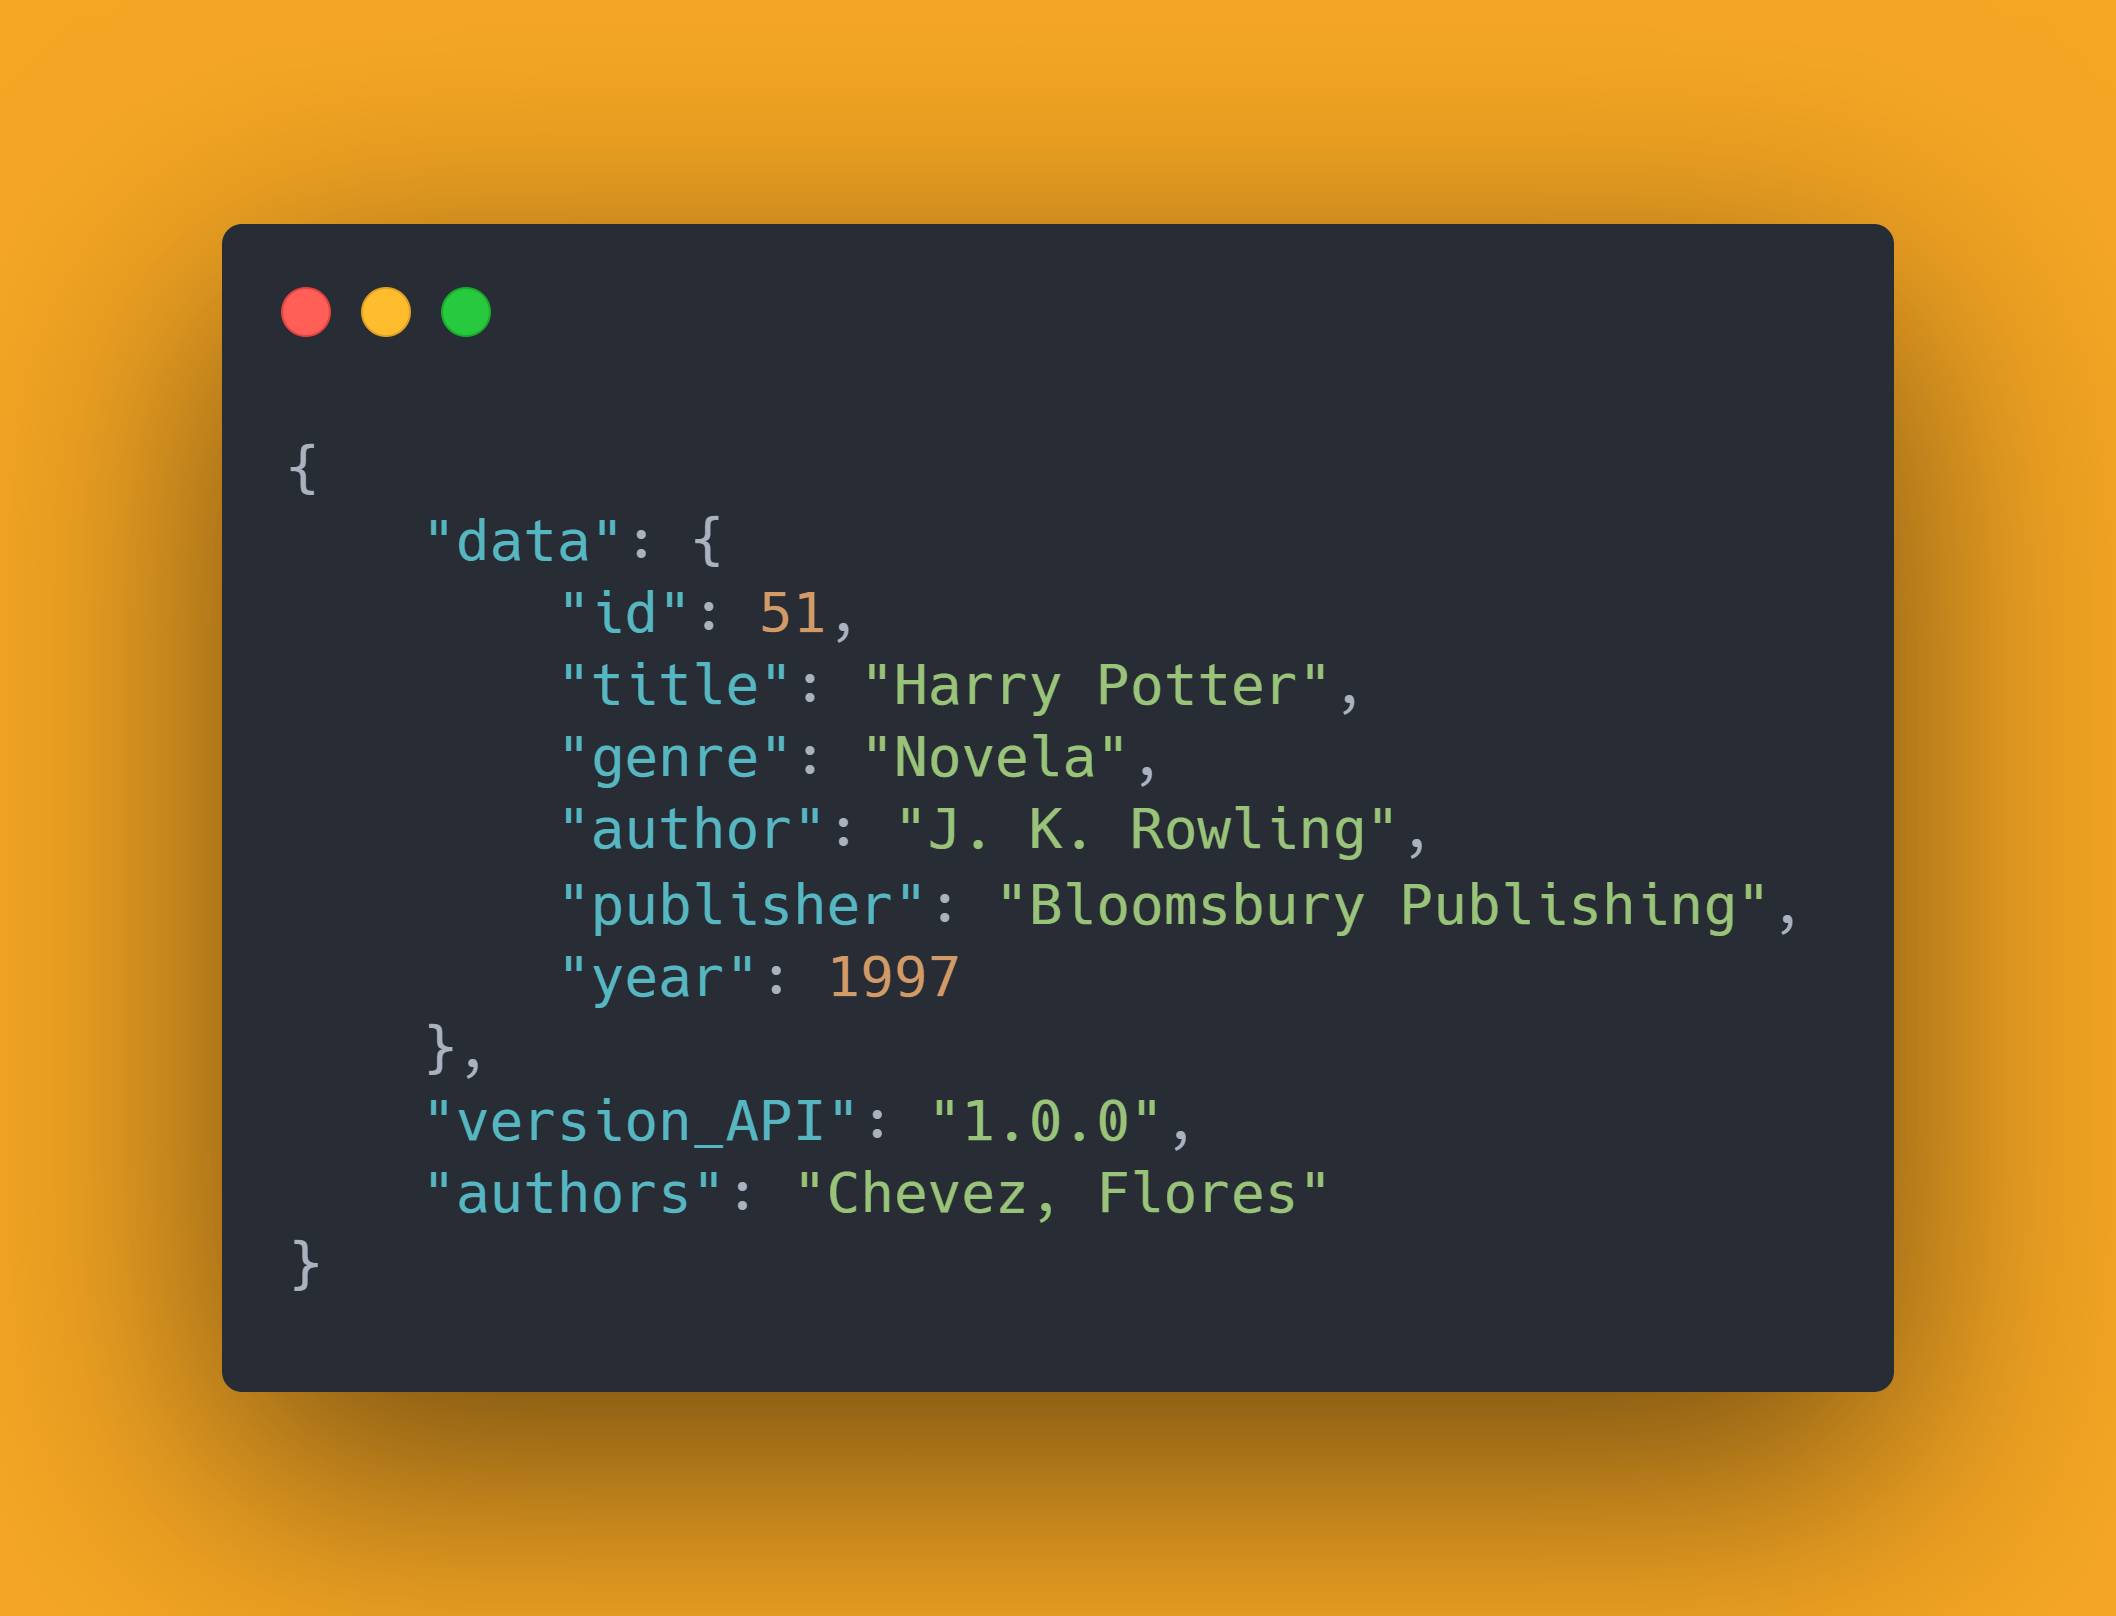 {
    "data": {
        "id": 51,
        "title": "Harry Potter",
        "genre": "Novela",
        "author": "J. K. Rowling",
        "publisher": "Bloomsbury Publishing",
        "year": 1997
    },
    "version_API": "1.0.0",
    "authors": "Chevez, Flores"
}